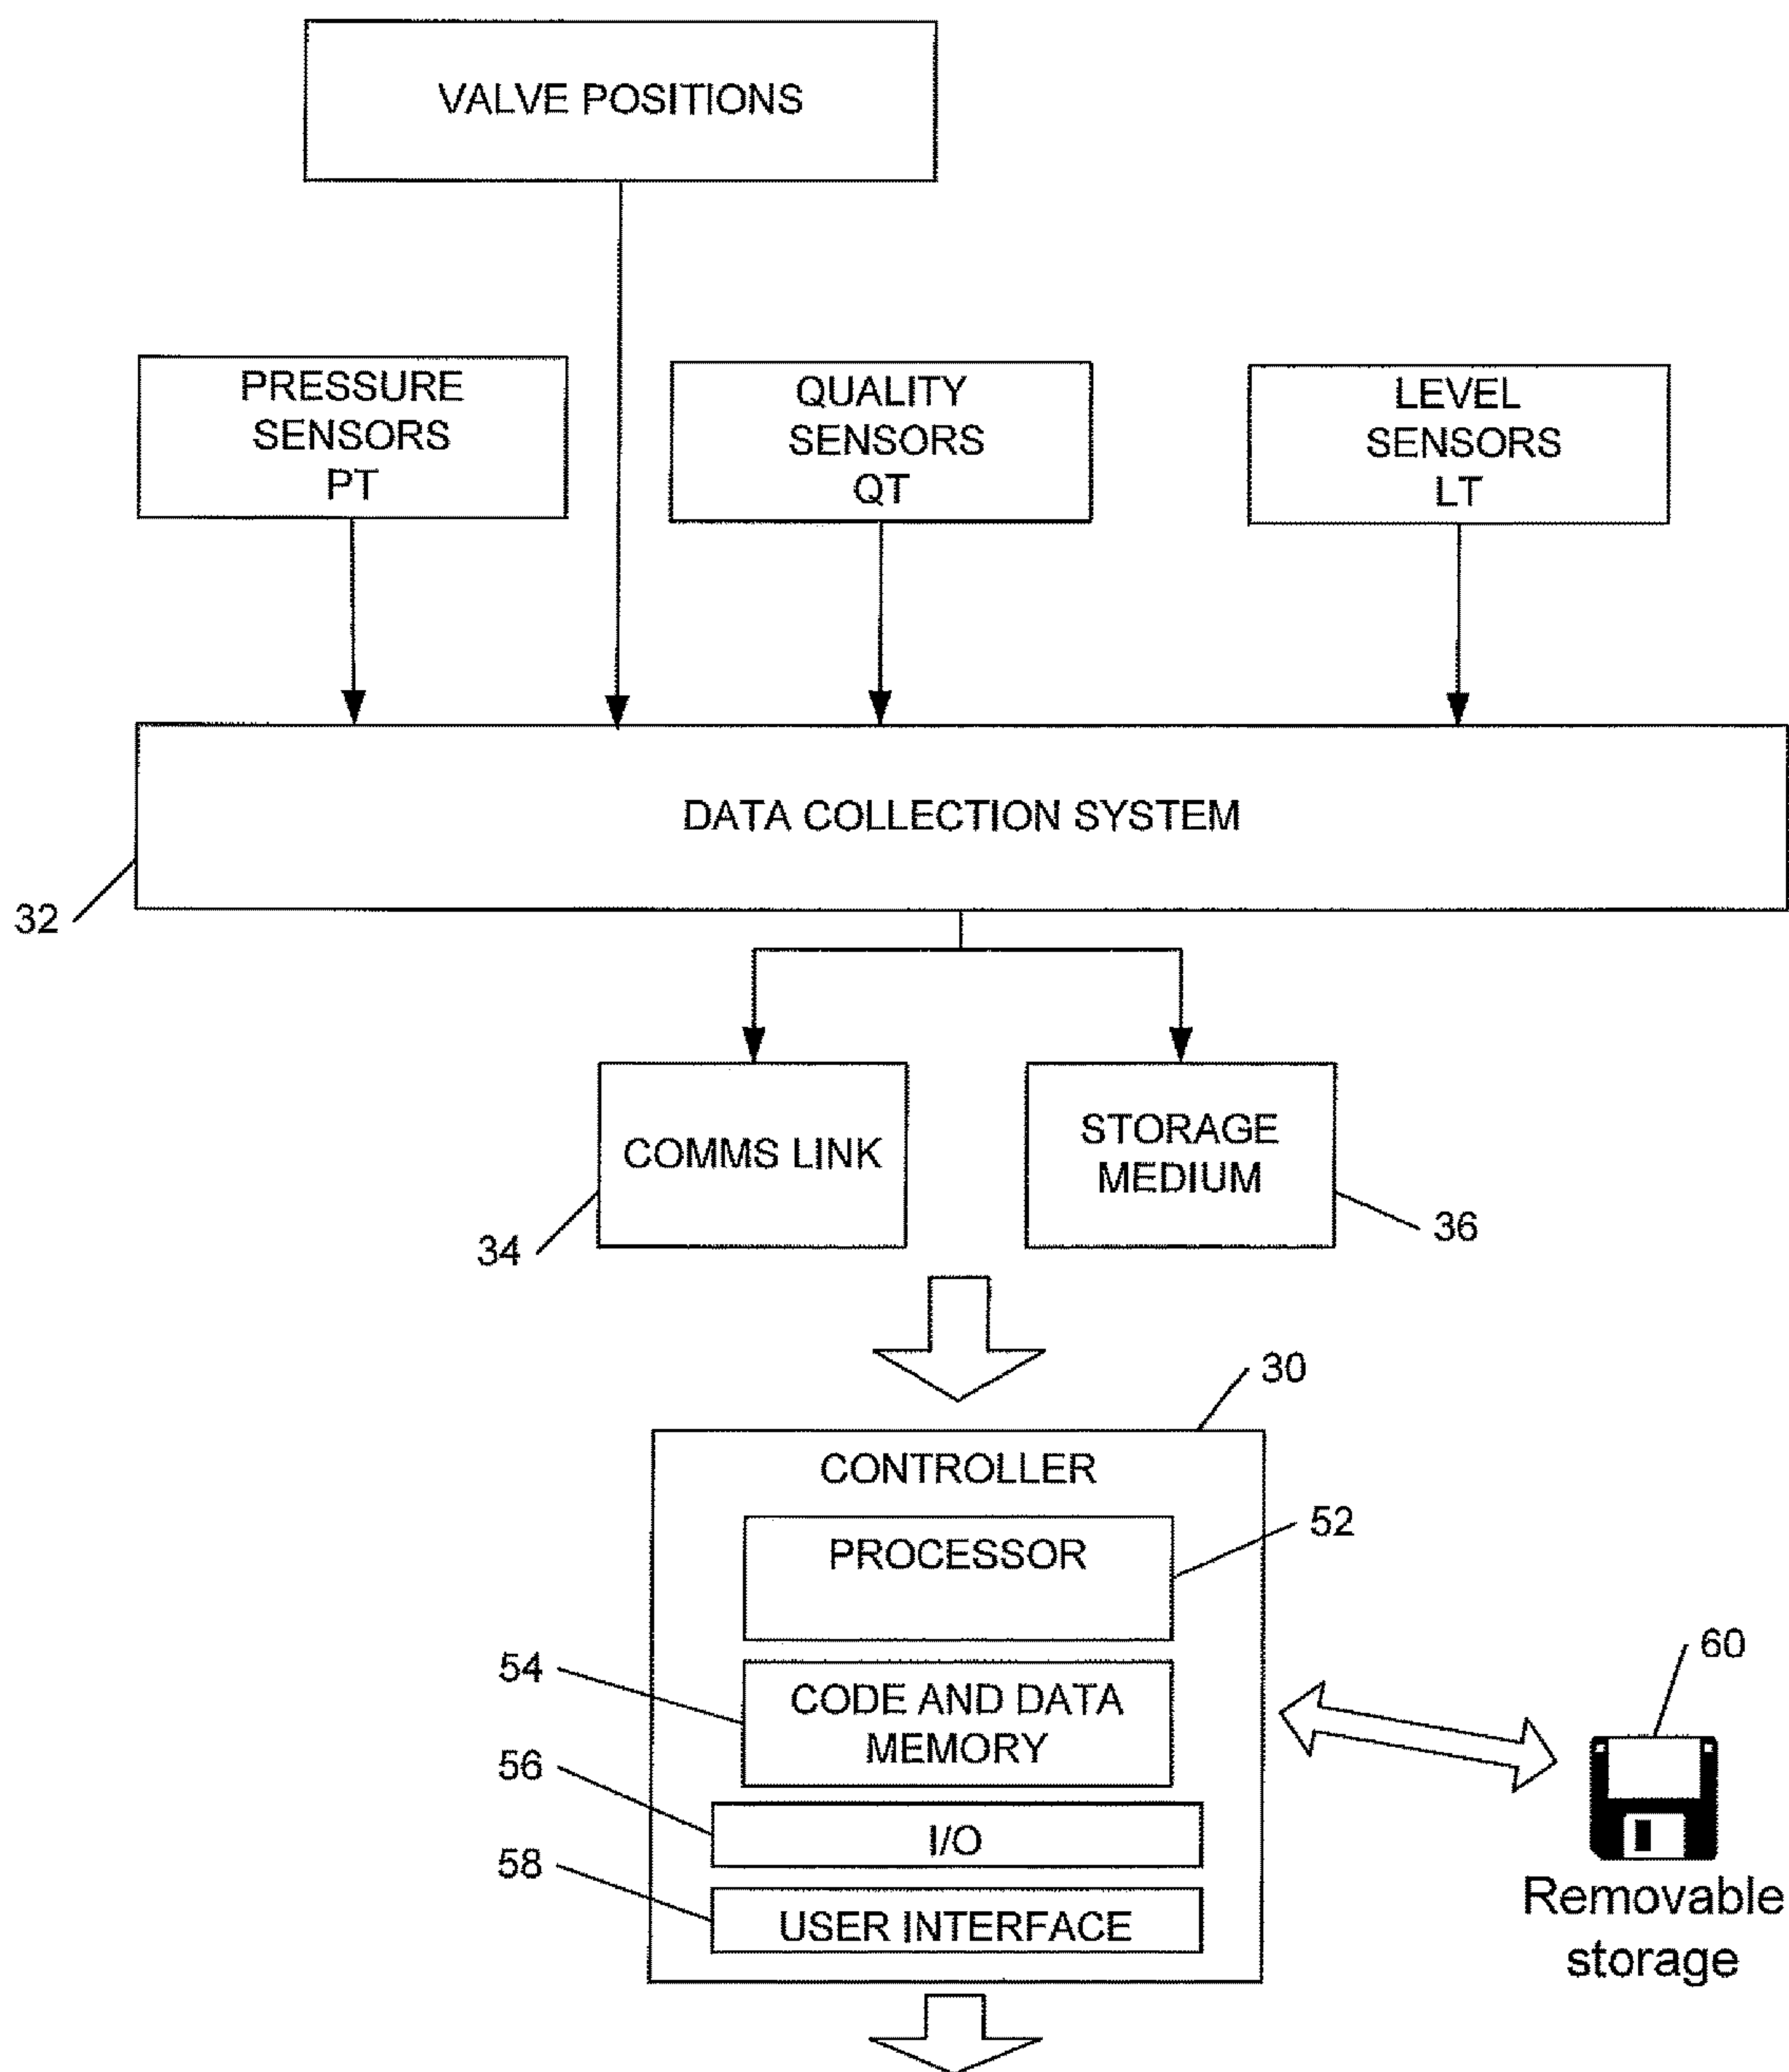 VALVE POSITIONS
PRESSURE
SENSORS
PT
QUALITY
SENSORS
QT
LEVEL
SENSORS
LT
DATA COLLECTION SYSTEM
32
COMMS LINK
34
STORAGE
MEDIUM
36
30
CONTROLLER
PROCESSOR
52
54
CODE AND DATA
MEMORY
56
I/O
58
USER INTERFACE
60
Removable
storage